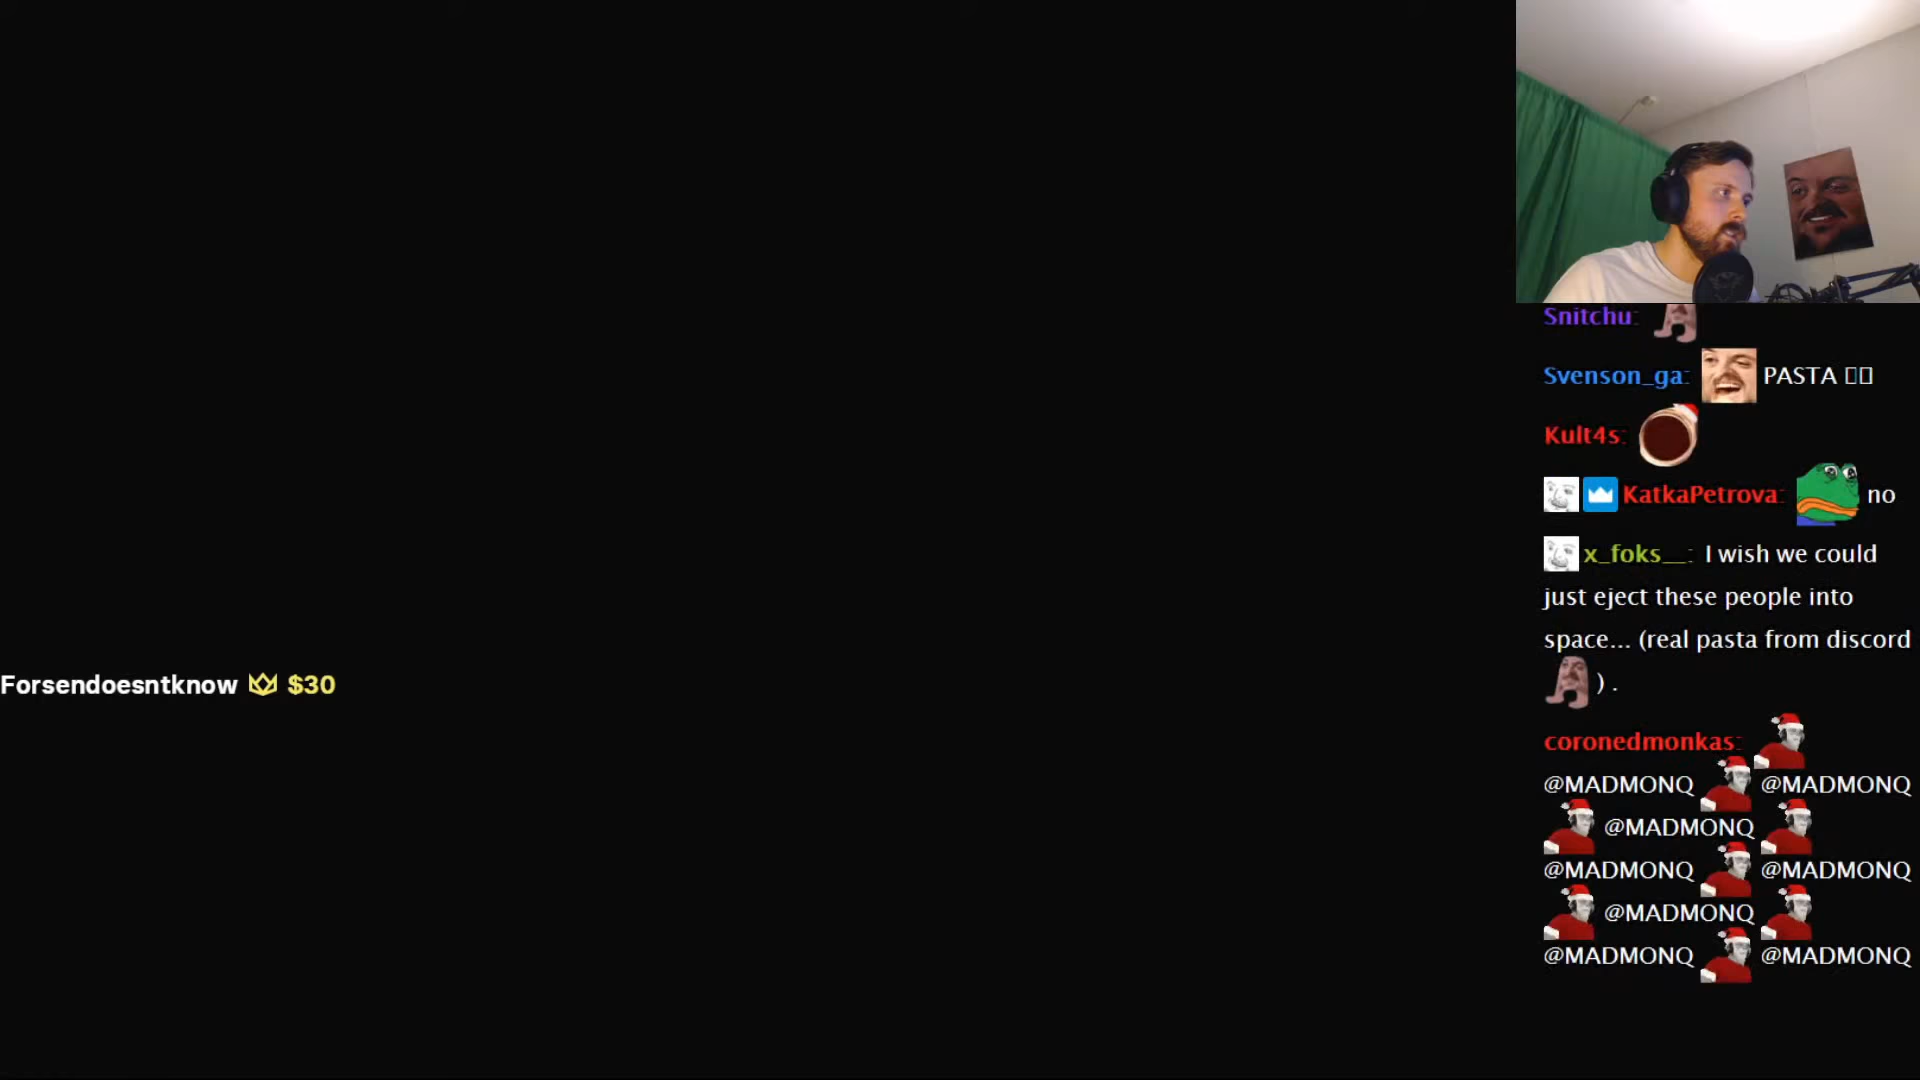 Snitchu:
Svenson_ga: PASTA
Kult4s:
KatkaPetrova: no
x_foks__: I wish we could
just eject these people into
space... (real pasta from discord
) .
Forsendoesntknow $30
coronedmonkas:
@MADMONQ @MADMONQ
@MADMONQ
@MADMONQ @MADMONQ
@MADMONQ
@MADMONQ @MADMONQ